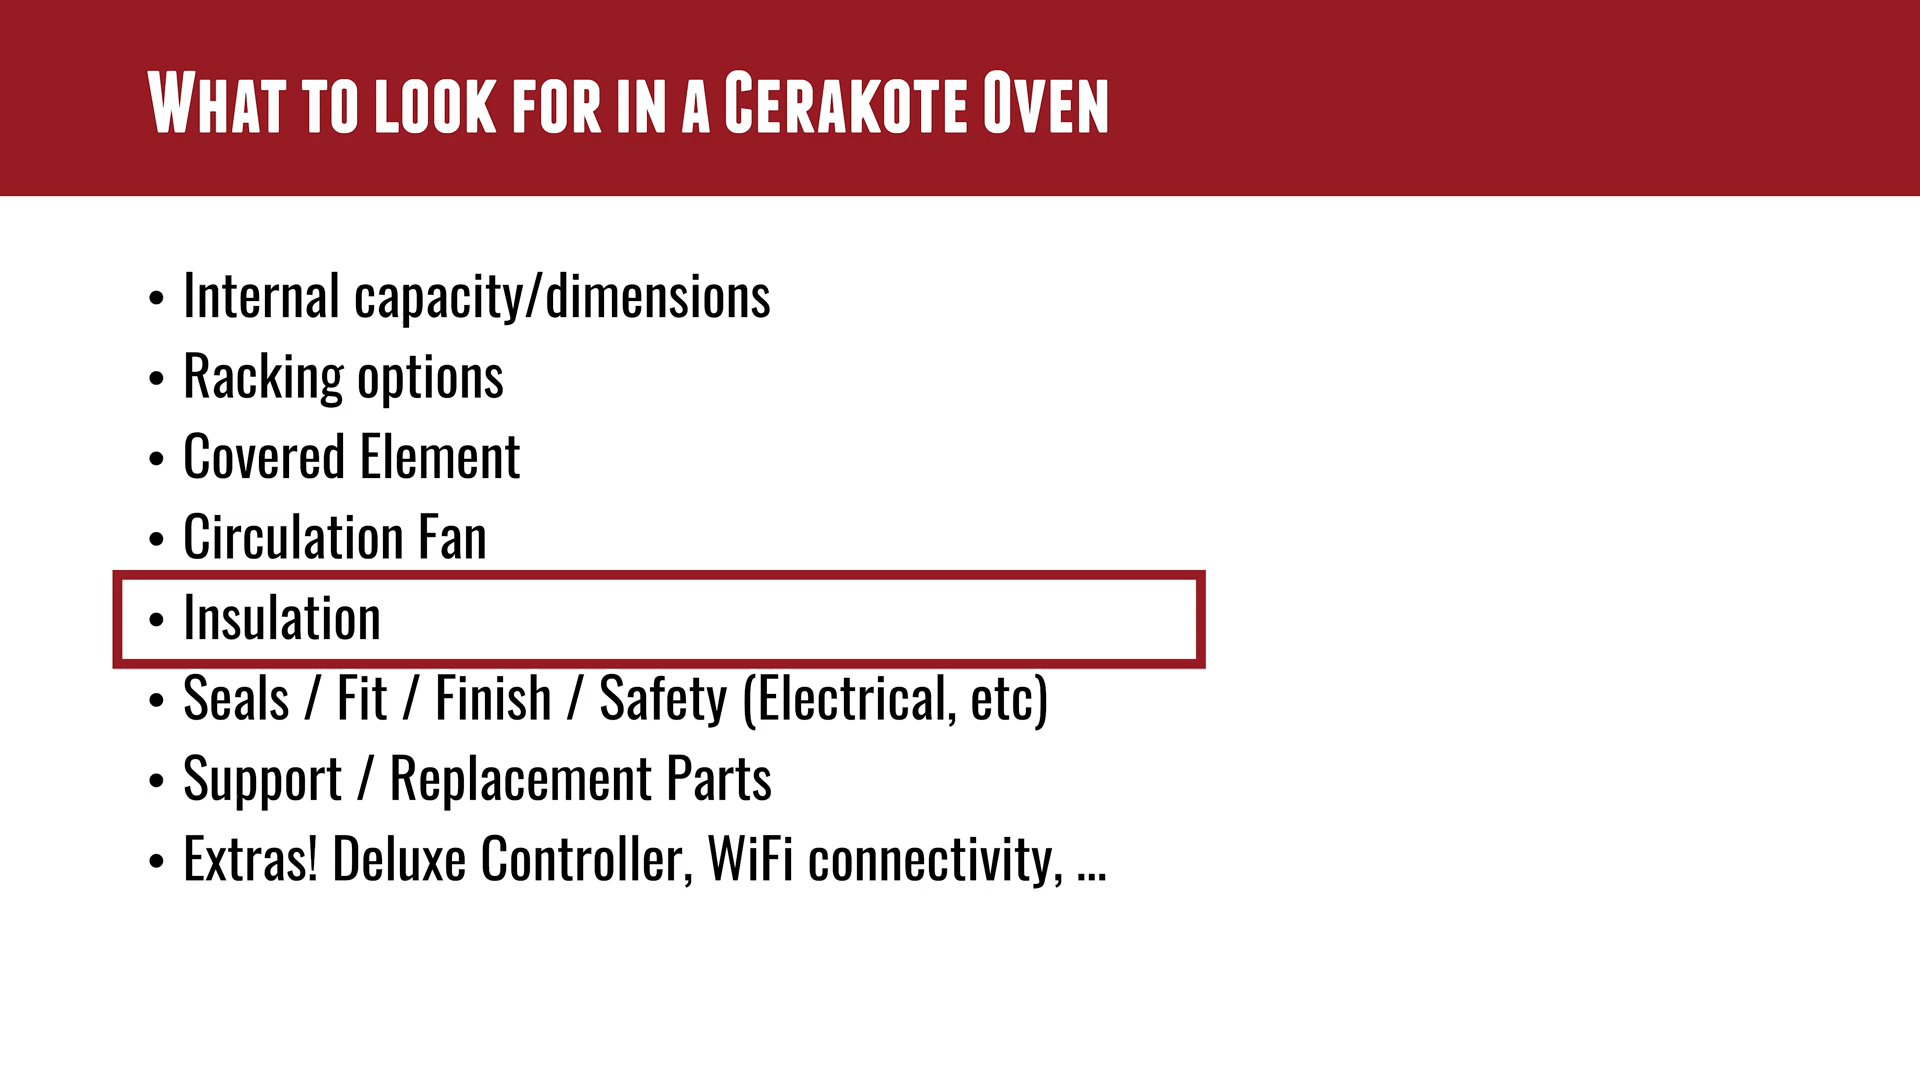 What to look for in a Cerakote Oven
• Internal capacity/dimensions
• Racking options
• Covered Element
• Circulation Fan
• Insulation
• Seals / Fit / Finish / Safety (Electrical, etc)
• Support / Replacement Parts
• Extras! Deluxe Controller, WiFi connectivity, ...